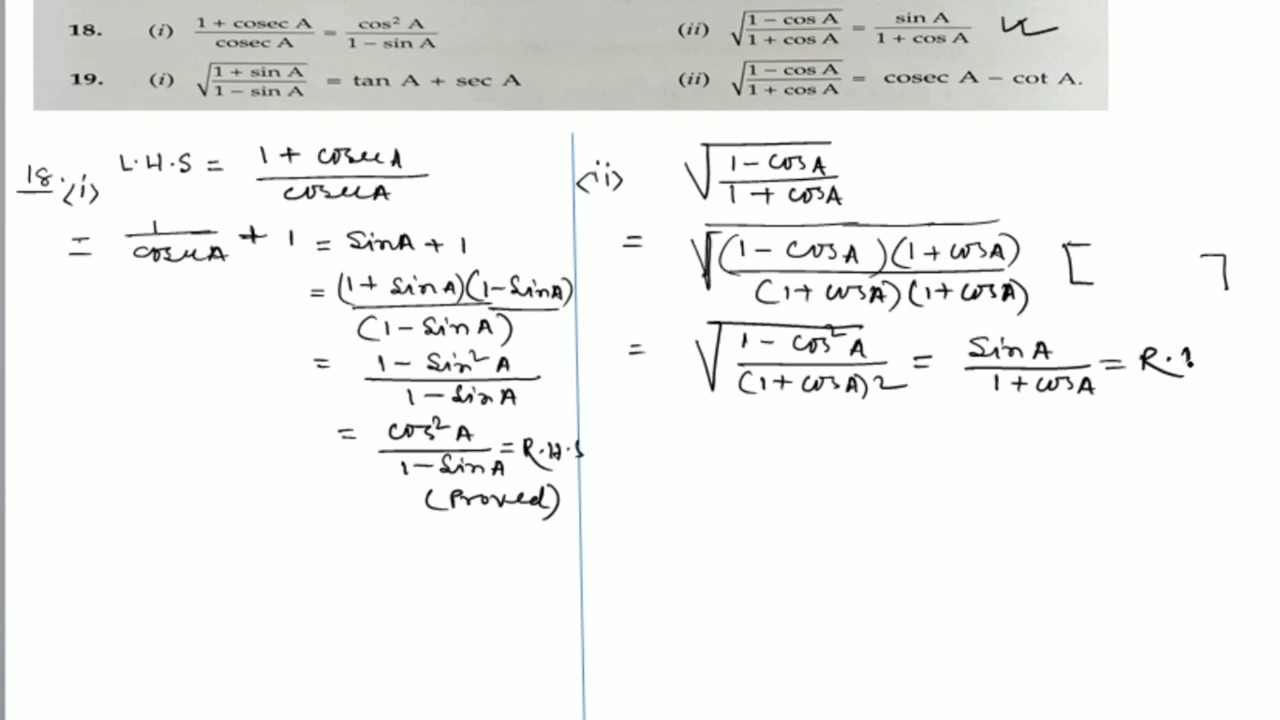 18. (i) (1 + cosec A)/(cosec A) = (cos² A)/(1 − sin A) (ii) √((1 − cos A)/(1 + cos A)) = (sin A)/(1 + cos A)
19. (i) √((1 + sin A)/(1 − sin A)) = tan A + sec A (ii) √((1 − cos A)/(1 + cos A)) = cosec A − cot A.
18. (i) L.H.S = (1 + cosecA)/(cosecA)
= 1/(cosecA) + 1 = sinA + 1
= ((1 + sinA)(1 − sinA))/((1 − sinA))
= (1 − sin² A)/(1 − sinA)
= (cos² A)/(1 − sinA) = R.H.S
(Proved)
(ii) √((1 − cosA)/(1 + cosA))
= √(((1 − cosA)(1 + cosA))/((1 + cosA)(1 + cosA))) [ ]
= √((1 − cos² A)/((1 + cosA)2)) = (sinA)/(1 + cosA) = R.